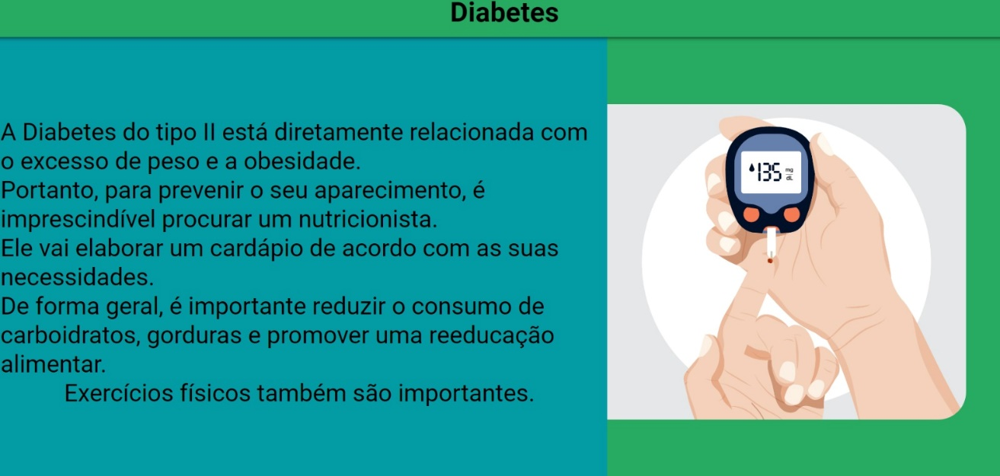 Diabetes
A Diabetes do tipo II está diretamente relacionada com
o excesso de peso e a obesidade.
Portanto, para prevenir o seu aparecimento, é
imprescindível procurar um nutricionista.
Ele vai elaborar um cardápio de acordo com as suas
necessidades.
De forma geral, é importante reduzir o consumo de
carboidratos, gorduras e promover uma reeducação
alimentar.
Exercícios físicos também são importantes.
135 mg/dL